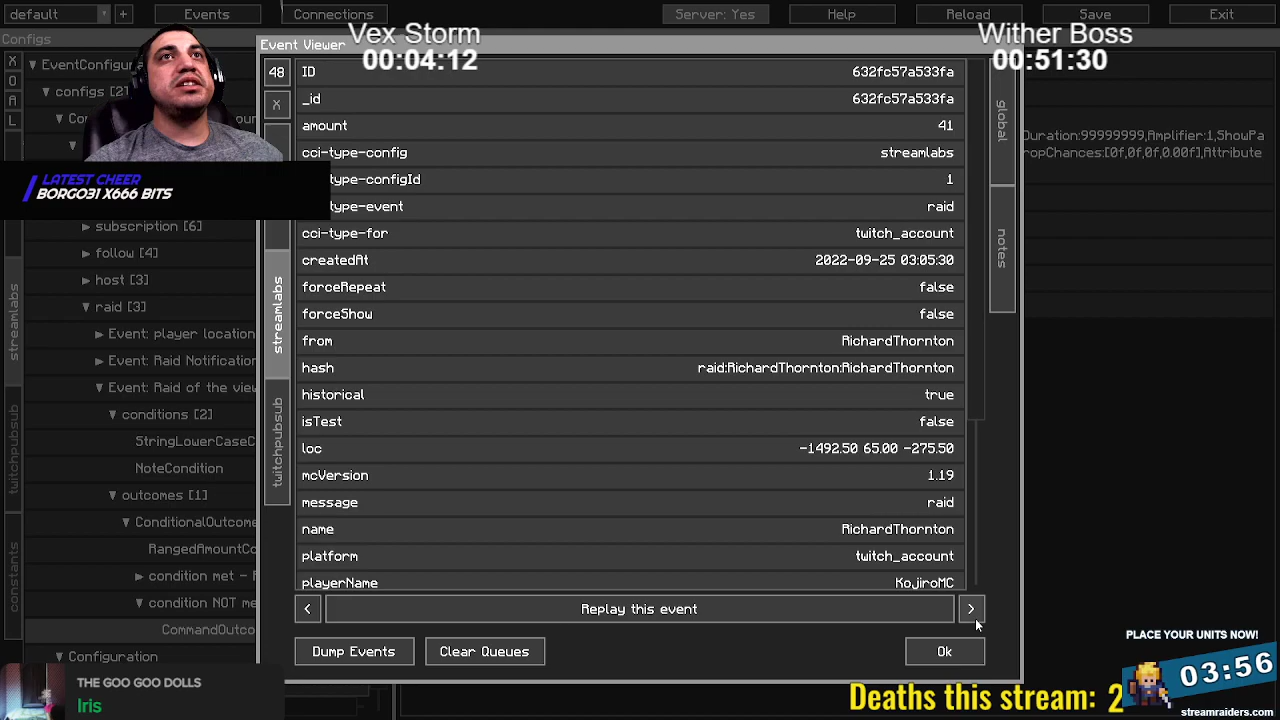 default
+
Events
Connections
Server: Yes
Help
Reload
Save
Exit
Configs
Event Viewer
Vex Storm
00:04:12
Wither Boss
00:51:30
X
O
A
L
EventConfigu
configs [2]
Co
our
Duration:99999999,Amplifier:1,ShowPa
ropChances:[0f,0f,0f,0.00f],Attribute
48
X
ID 632fc57a533fa
_id 632fc57a533fa
amount 41
cci-type-config streamlabs
type-configId 1
type-event raid
cci-type-for twitch_account
createdAt 2022-09-25 03:05:30
forceRepeat false
forceShow false
from RichardThornton
hash raid:RichardThornton:RichardThornton
historical true
isTest false
loc -1492.50 65.00 -275.50
mcVersion 1.19
message raid
name RichardThornton
platform twitch_account
playerName KojiroMC
global
notes
streamlabs
twitchpubsub
LATEST CHEER
BORGO31 X666 BITS
subscription [6]
follow [4]
host [3]
raid [3]
Event: player location
Event: Raid Notification
Event: Raid of the view
conditions [2]
StringLowerCaseC
NoteCondition
outcomes [1]
ConditionalOutcome
RangedAmountCo
condition met - R
condition NOT me
CommandOutco
Configuration
streamlabs
twitchpubsub
constants
<
Replay this event
>
Dump Events
Clear Queues
Ok
THE GOO GOO DOLLS
Iris
Deaths this stream: 2
PLACE YOUR UNITS NOW!
03:56
streamraiders.com